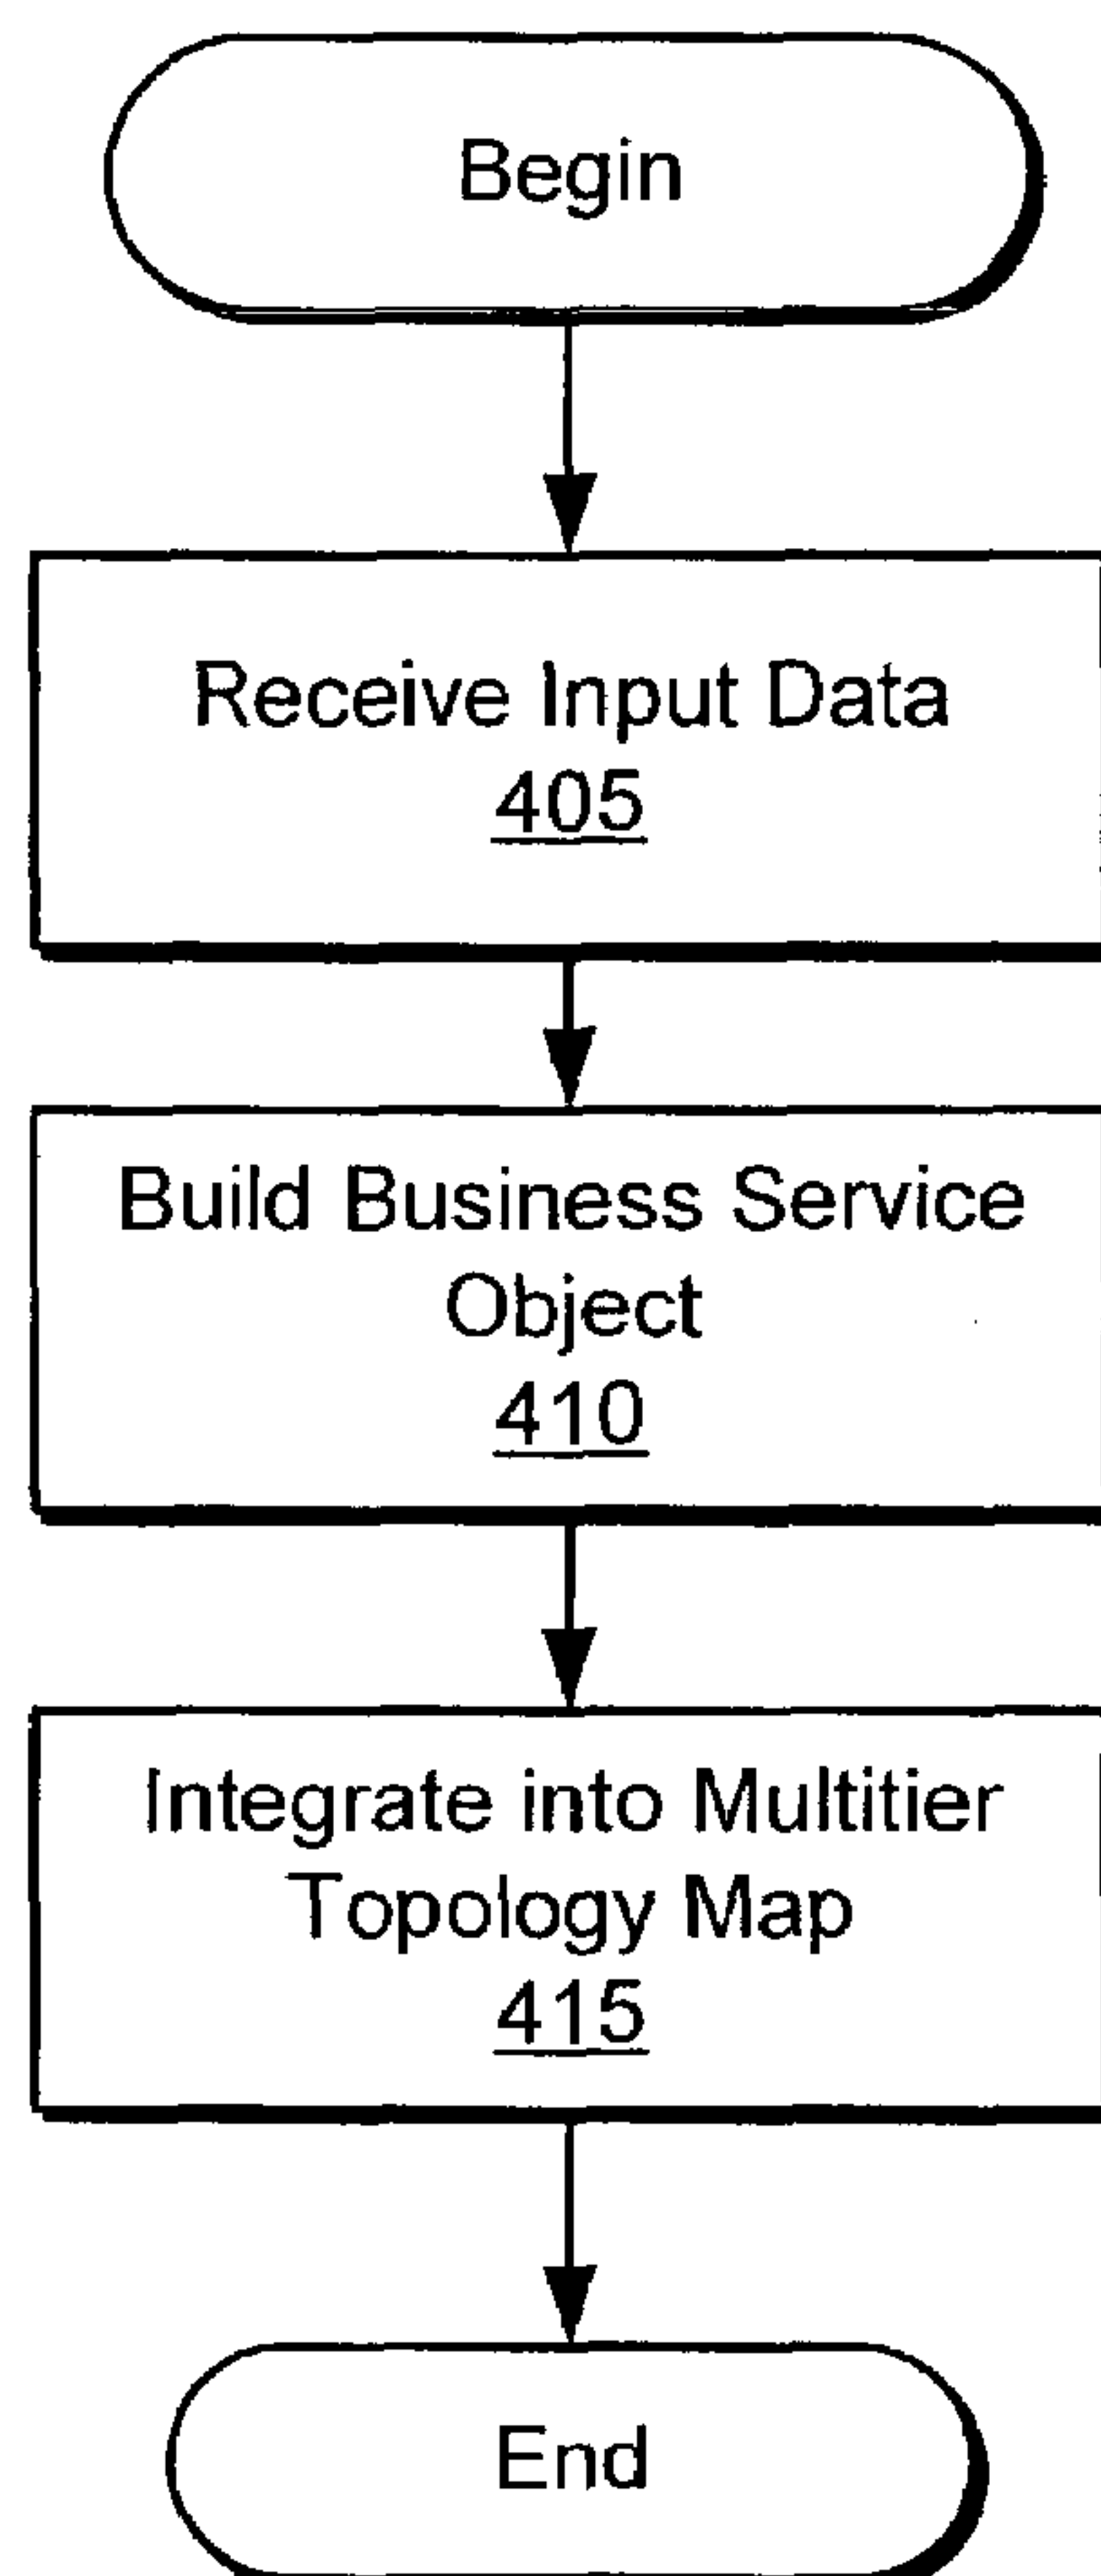 Begin
Receive Input Data
405
Build Business Service
Object
410
Integrate into Multitier
Topology Map
415
End